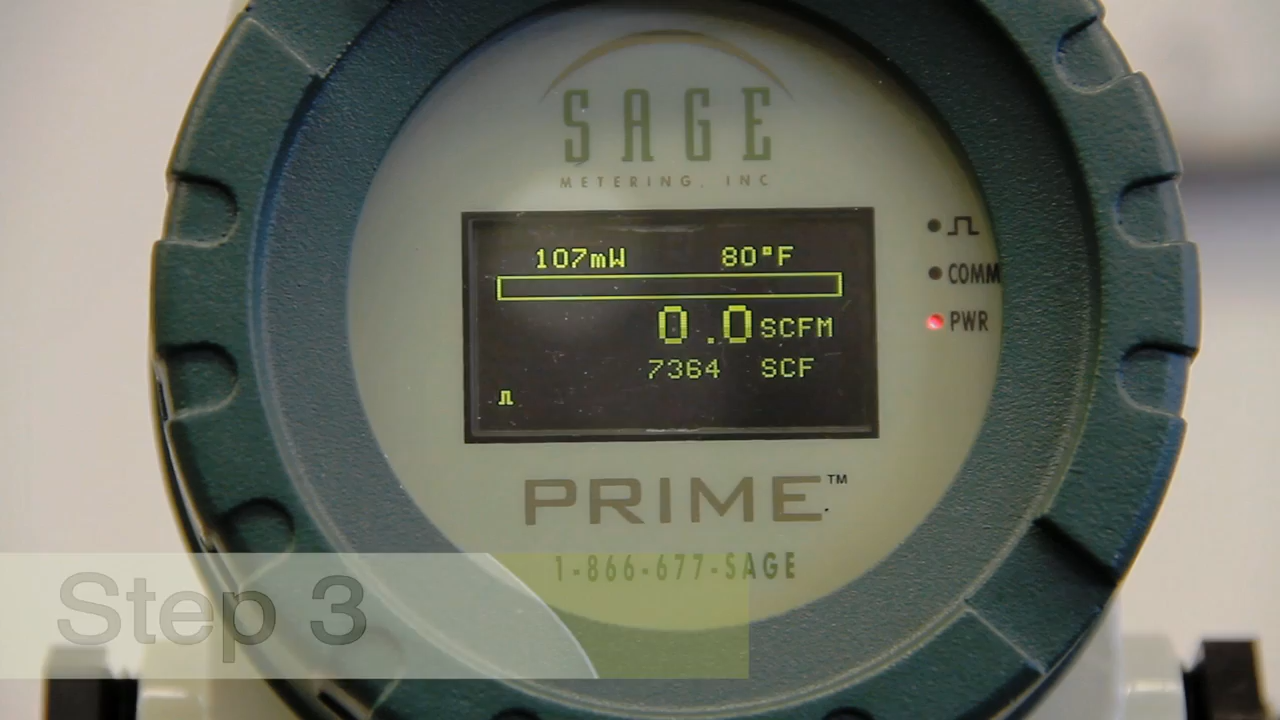 SAGE
METERING, INC
107mW 80°F
0.0 SCFM
7364 SCF
COMM
PWR
PRIME™
1-866-677-SAGE
Step 3